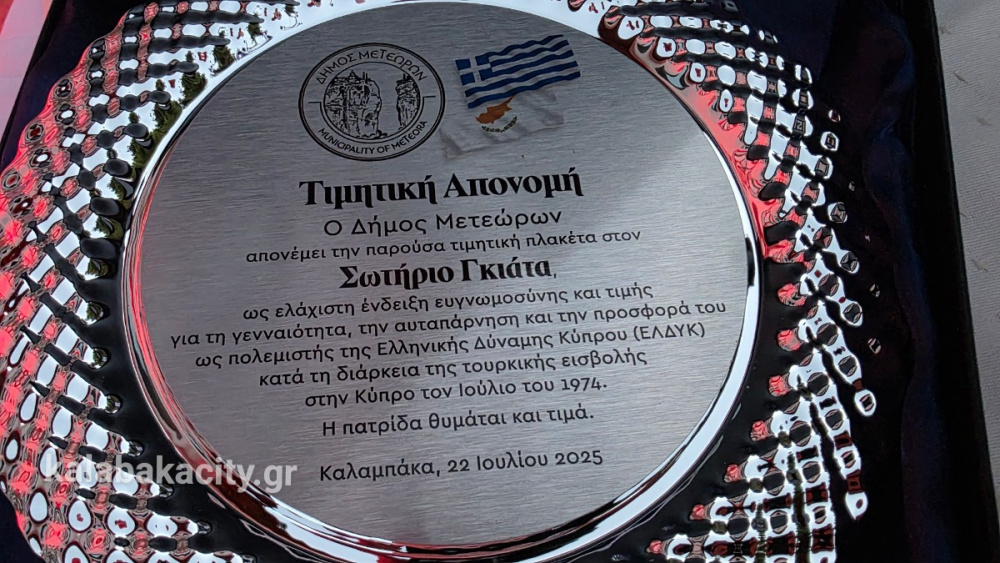 ΔΗΜΟΣ ΜΕΤΕΩΡΩΝ
MUNICIPALITY OF METEORA
Τιμητική Απονομή
Ο Δήμος Μετεώρων
απονέμει την παρούσα τιμητική πλακέτα στον
Σωτήριο Γκιάτα,
ως ελάχιστη ένδειξη ευγνωμοσύνης και τιμής
για τη γενναιότητα, την αυταπάρνηση και την προσφορά του
ως πολεμιστής της Ελληνικής Δύναμης Κύπρου (ΕΛΔΥΚ)
κατά τη διάρκεια της τουρκικής εισβολής
στην Κύπρο τον Ιούλιο του 1974.
Η πατρίδα θυμάται και τιμά.
Καλαμπάκα, 22 Ιουλίου 2025
kalabakacity.gr